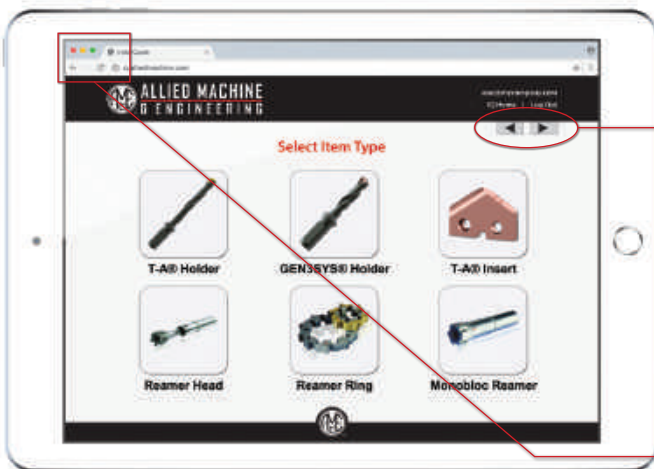 ALLIED MACHINE
& ENGINEERING
Select Item Type
T-A® Holder
GEN3SYS® Holder
T-A® Insert
Reamer Head
Reamer Ring
Monobloc Reamer